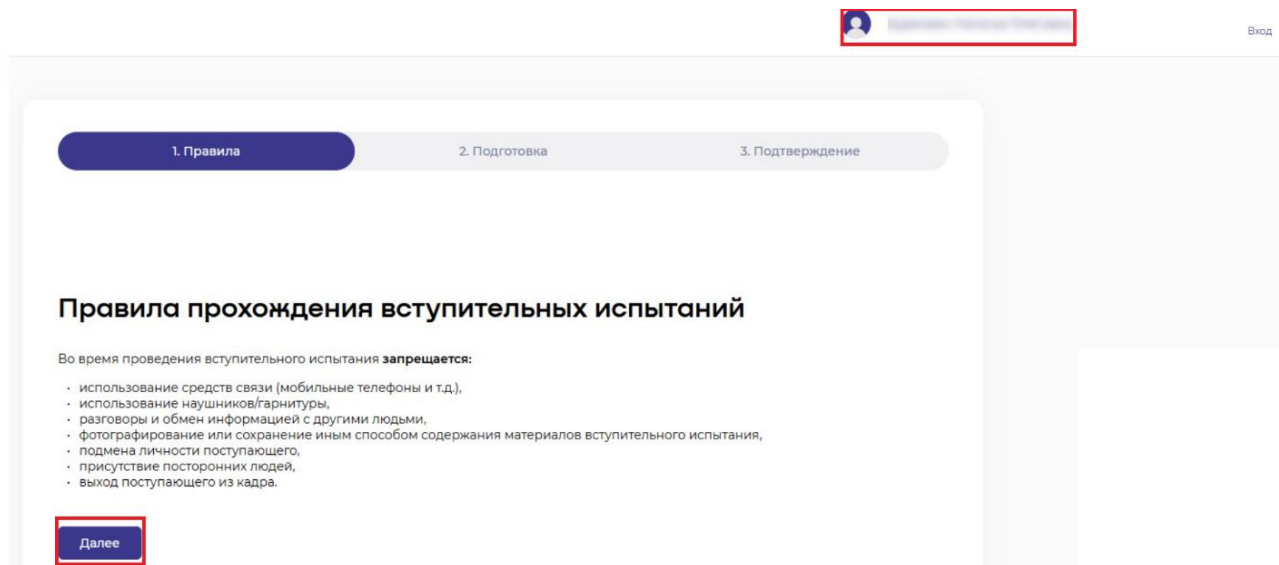 Вход
1. Правила
2. Подготовка
3. Подтверждение
Правила прохождения вступительных испытаний
Во время проведения вступительного испытания запрещается:
· использование средств связи (мобильные телефоны и т.д.),
· использование наушников/гарнитуры,
· разговоры и обмен информацией с другими людьми,
· фотографирование или сохранение иным способом содержания материалов вступительного испытания,
· подмена личности поступающего,
· присутствие посторонних людей,
· выход поступающего из кадра.
Далее